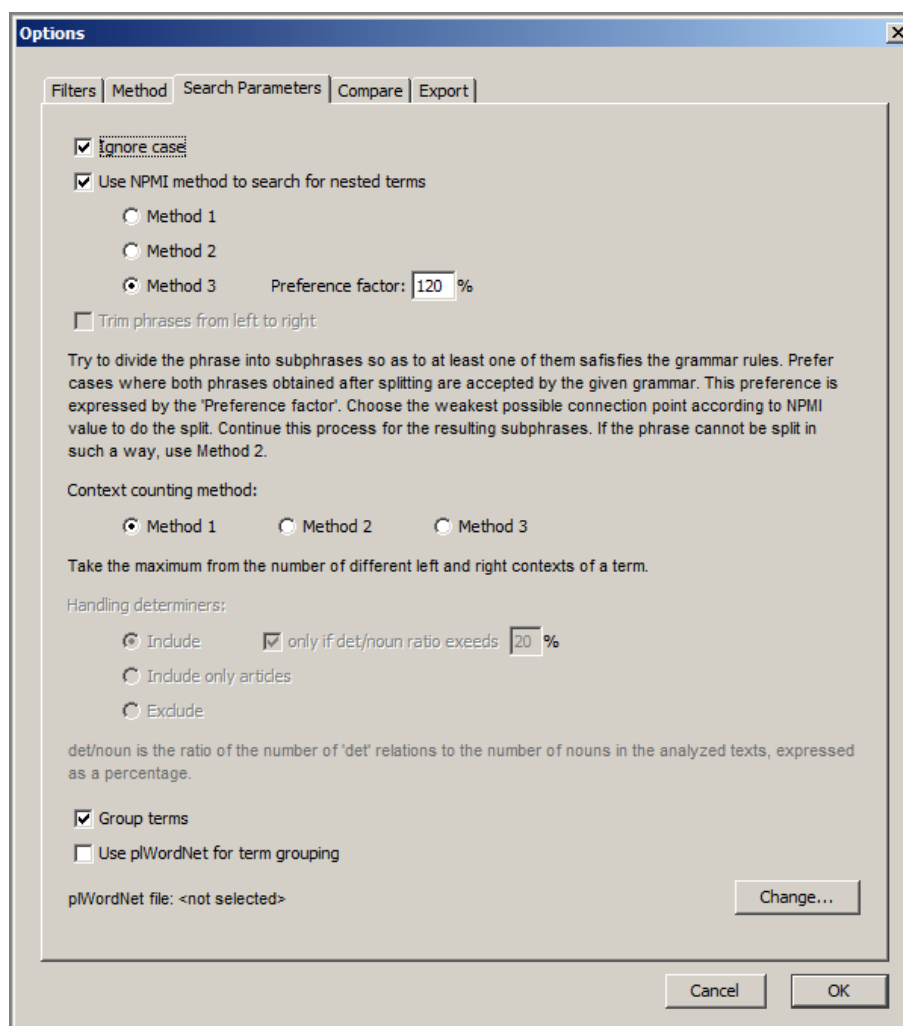 Options
Filters Method Search Parameters Compare Export
Ignore case
Use NPMI method to search for nested terms
Method 1
Method 2
Method 3 Preference factor: 120 %
Trim phrases from left to right
Try to divide the phrase into subphrases so as to at least one of them safisfies the grammar rules. Prefer
cases where both phrases obtained after splitting are accepted by the given grammar. This preference is
expressed by the 'Preference factor'. Choose the weakest possible connection point according to NPMI
value to do the split. Continue this process for the resulting subphrases. If the phrase cannot be split in
such a way, use Method 2.
Context counting method:
Method 1 Method 2 Method 3
Take the maximum from the number of different left and right contexts of a term.
Handling determiners:
Include only if det/noun ratio exceeds 20 %
Include only articles
Exclude
det/noun is the ratio of the number of 'det' relations to the number of nouns in the analyzed texts, expressed
as a percentage.
Group terms
Use plWordNet for term grouping
plWordNet file: <not selected> Change...
Cancel OK